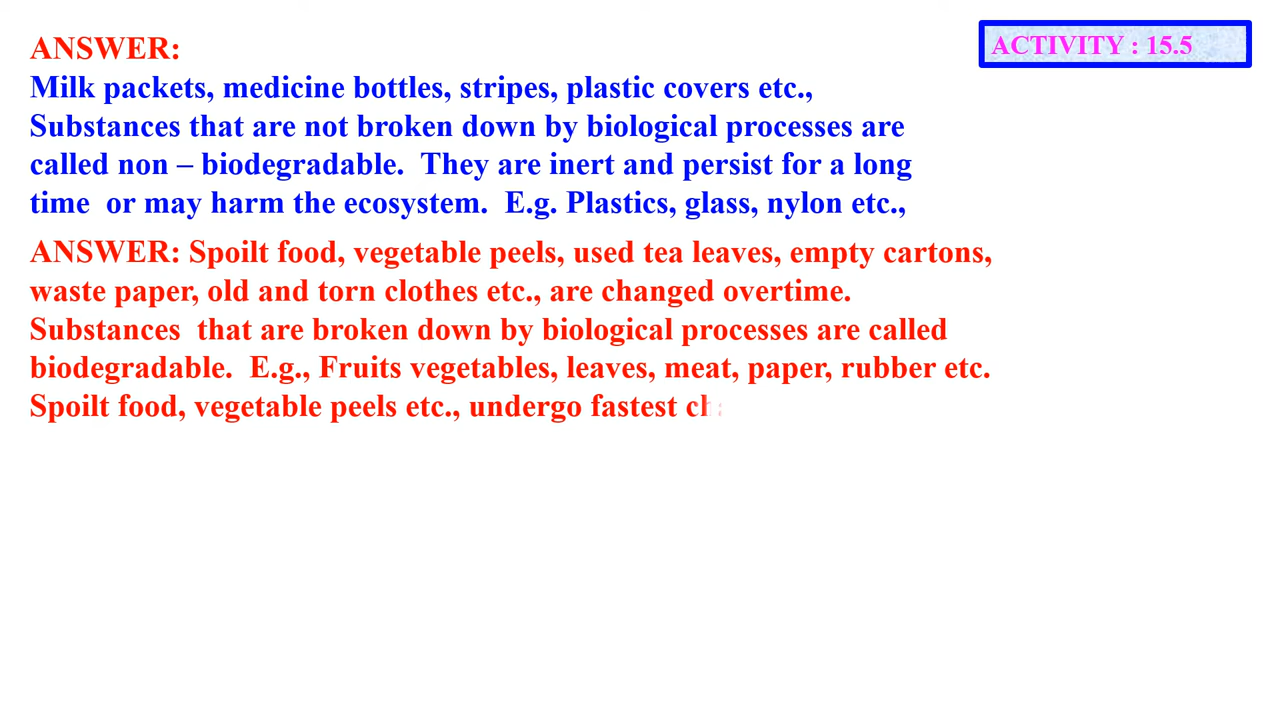 ANSWER:
ACTIVITY : 15.5
Milk packets, medicine bottles, stripes, plastic covers etc.,
Substances that are not broken down by biological processes are
called non – biodegradable. They are inert and persist for a long
time or may harm the ecosystem. E.g. Plastics, glass, nylon etc.,
ANSWER: Spoilt food, vegetable peels, used tea leaves, empty cartons,
waste paper, old and torn clothes etc., are changed overtime.
Substances that are broken down by biological processes are called
biodegradable. E.g., Fruits vegetables, leaves, meat, paper, rubber etc.
Spoilt food, vegetable peels etc., undergo fastest